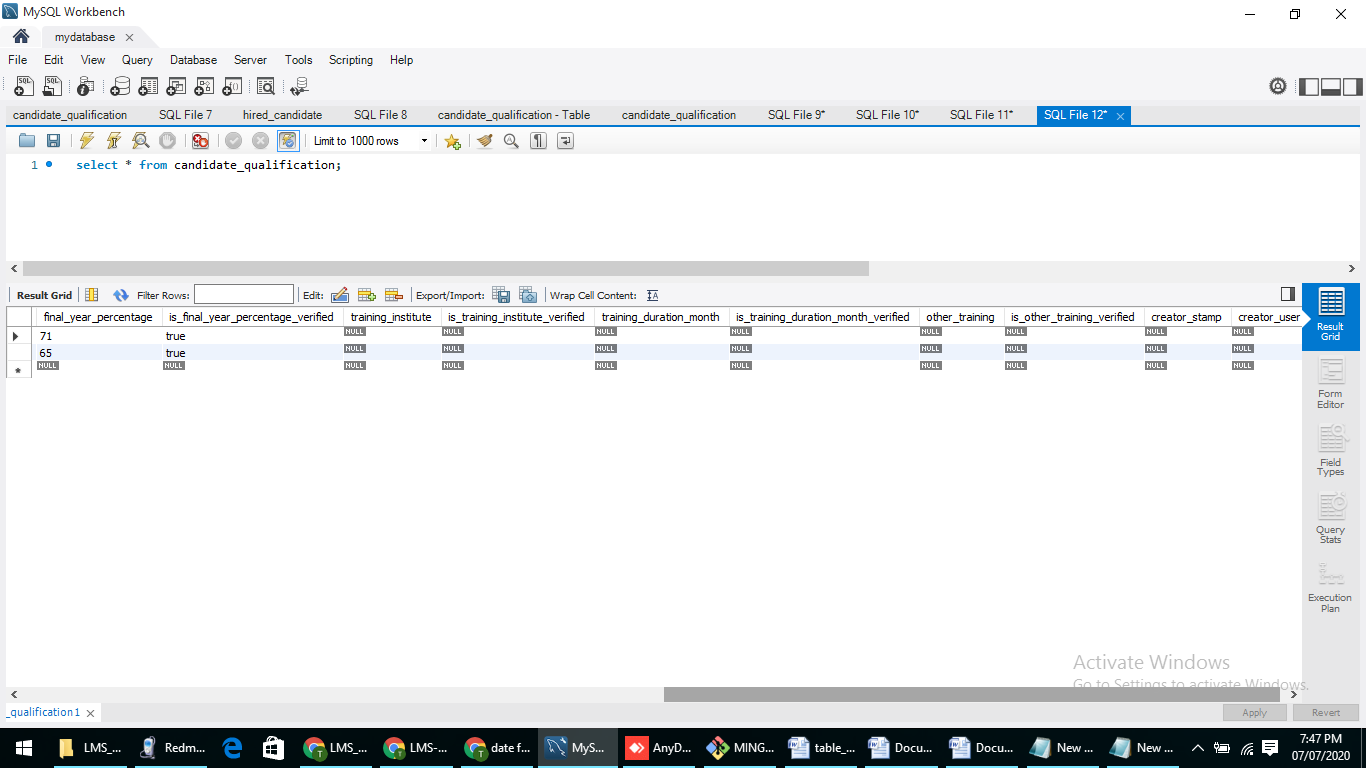 MySQL Workbench
mydatabase
File Edit View Query Database Server Tools Scripting Help
candidate_qualification SQL File 7 hired_candidate SQL File 8 candidate_qualification - Table candidate_qualification SQL File 9* SQL File 10* SQL File 11* SQL File 12*
Limit to 1000 rows
1 select * from candidate_qualification;
Result Grid Filter Rows: Edit: Export/Import: Wrap Cell Content:
final_year_percentage is_final_year_percentage_verified training_institute is_training_institute_verified training_duration_month is_training_duration_month_verified other_training is_other_training_verified creator_stamp creator_user
71 true NULL NULL NULL NULL NULL NULL NULL NULL
65 true NULL NULL NULL NULL NULL NULL NULL NULL
NULL NULL NULL NULL NULL NULL NULL NULL NULL NULL
Result
Grid
Form
Editor
Field
Types
Query
Stats
Execution
Plan
Activate Windows
Go to Settings to activate Windows.
_qualification1 Apply Revert
LMS_... Redm... LMS_... LMS-... date f... MyS... AnyD... MING... table_... Docu... Docu... New ... New ... 7:47 PM
07/07/2020